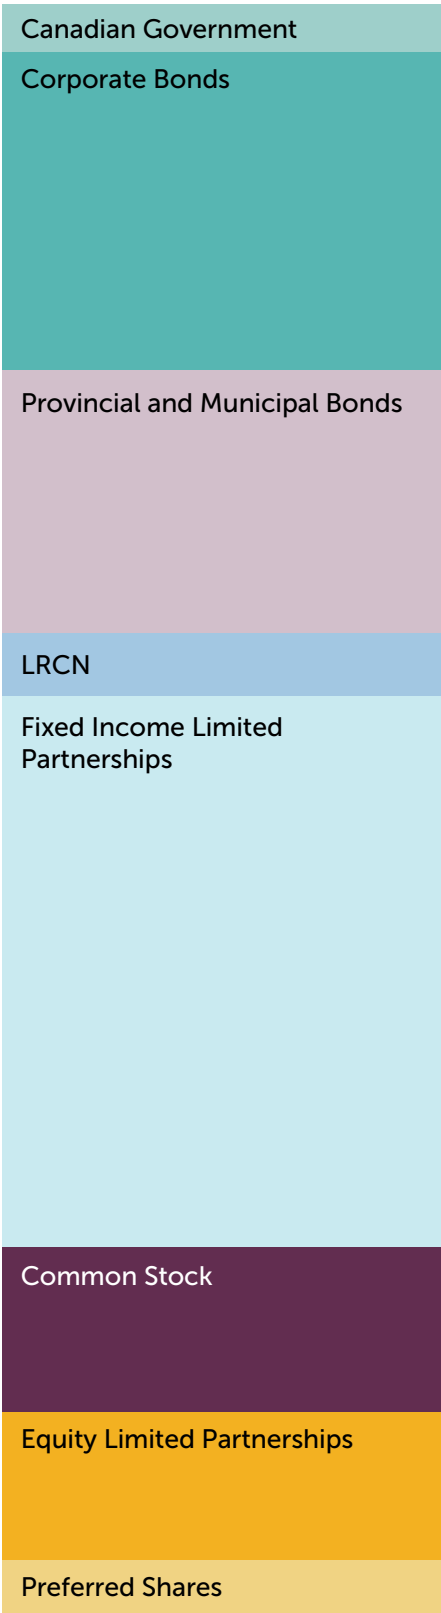 Canadian Government
Corporate Bonds
Provincial and Municipal Bonds
LRCN
Fixed Income Limited
Partnerships
Common Stock
Equity Limited Partnerships
Preferred Shares